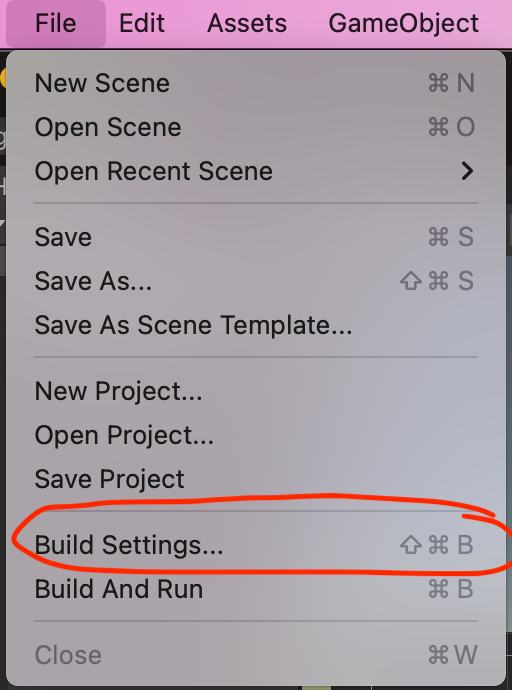 File Edit Assets GameObject
New Scene ⌘ N
Open Scene ⌘ O
Open Recent Scene
Save ⌘ S
Save As... ⇧ ⌘ S
Save As Scene Template...
New Project...
Open Project...
Save Project
Build Settings... ⇧ ⌘ B
Build And Run ⌘ B
Close ⌘ W